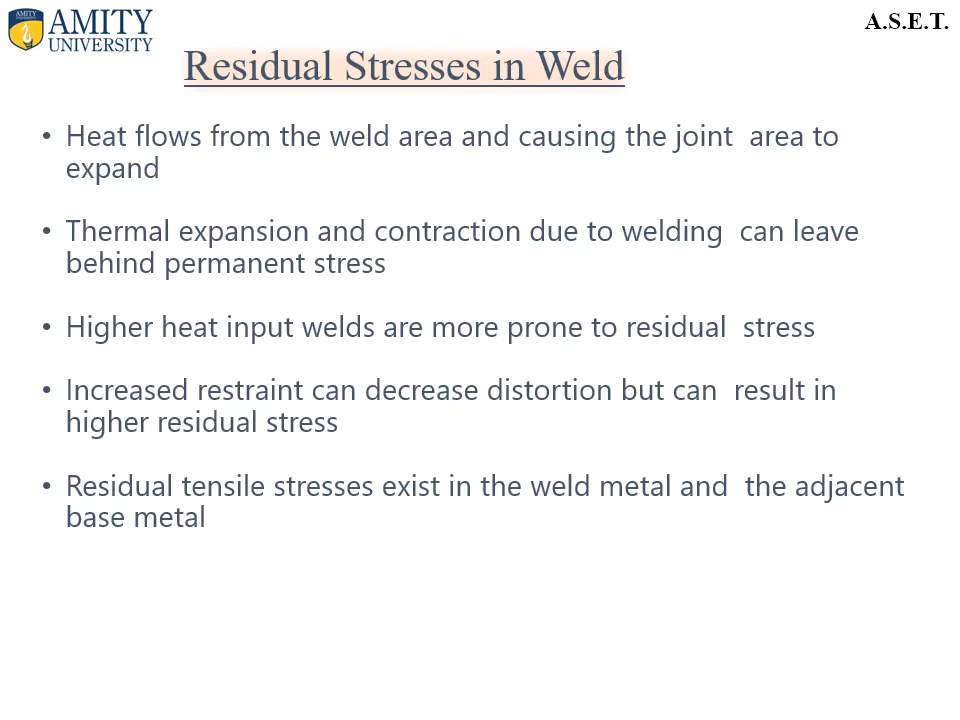 AMITY
UNIVERSITY
A.S.E.T.
Residual Stresses in Weld
• Heat flows from the weld area and causing the joint  area to
expand
• Thermal expansion and contraction due to welding  can leave
behind permanent stress
• Higher heat input welds are more prone to residual  stress
• Increased restraint can decrease distortion but can  result in
higher residual stress
• Residual tensile stresses exist in the weld metal and  the adjacent
base metal